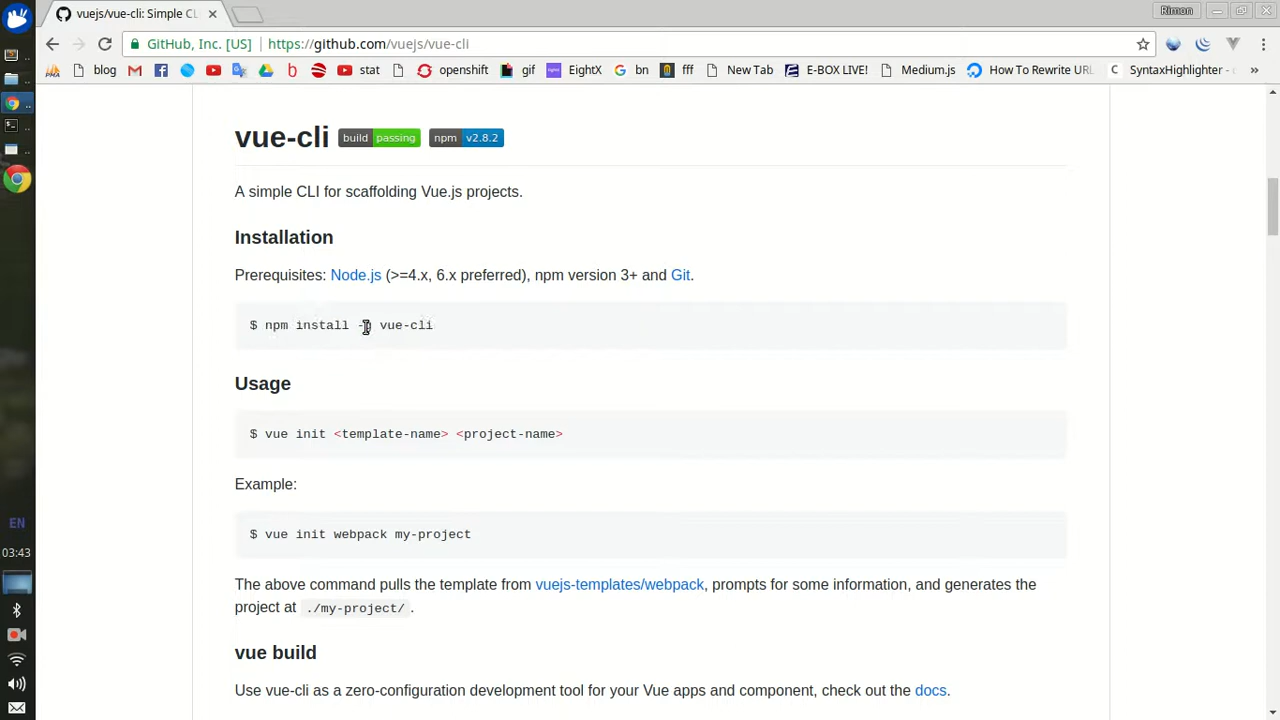 vuejs/vue-cli: Simple CL
Rimon
GitHub, Inc. [US] https://github.com/vuejs/vue-cli
blog stat openshift gif EightX bn fff New Tab E-BOX LIVE! Medium.js How To Rewrite URL SyntaxHighlighter - »
vue-cli build passing npm v2.8.2
A simple CLI for scaffolding Vue.js projects.
Installation
Prerequisites: Node.js (>=4.x, 6.x preferred), npm version 3+ and Git.
$ npm install -g vue-cli
Usage
$ vue init <template-name> <project-name>
Example:
$ vue init webpack my-project
The above command pulls the template from vuejs-templates/webpack, prompts for some information, and generates the
project at ./my-project/ .
vue build
Use vue-cli as a zero-configuration development tool for your Vue apps and component, check out the docs.
EN
03:43